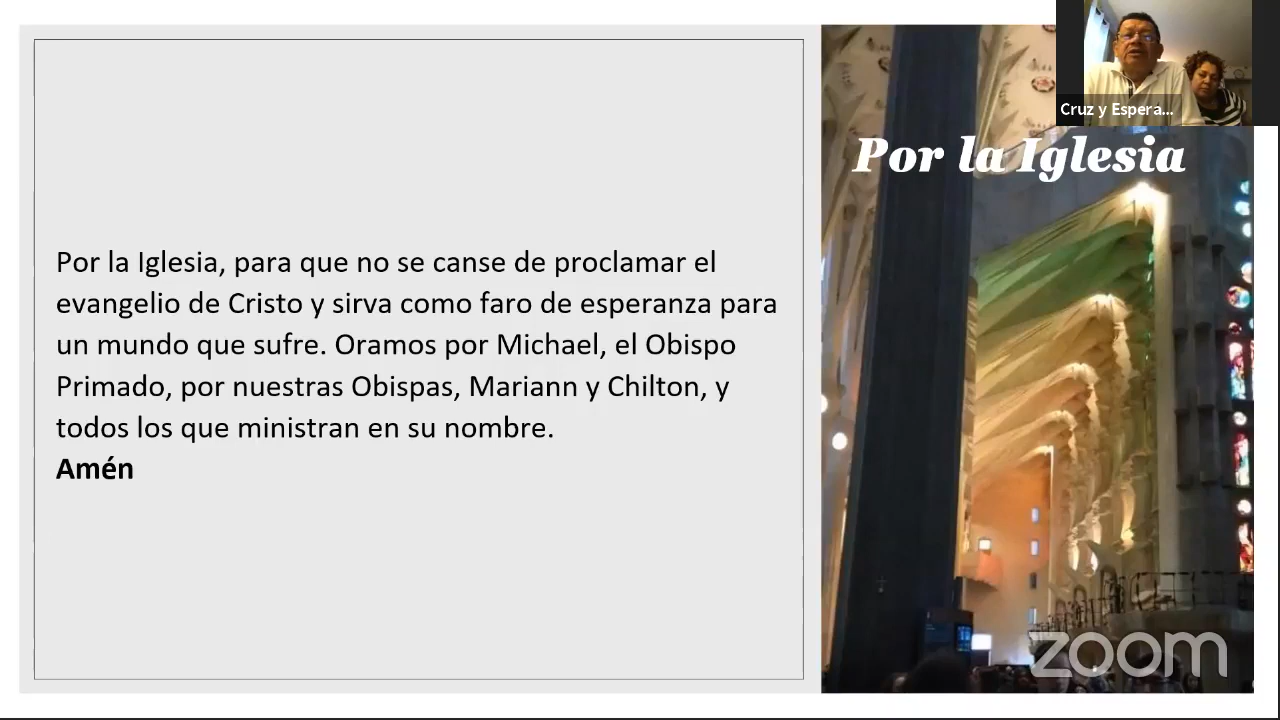 Cruz y Espera...
Por la Iglesia
Por la Iglesia, para que no se canse de proclamar el
evangelio de Cristo y sirva como faro de esperanza para
un mundo que sufre. Oramos por Michael, el Obispo
Primado, por nuestras Obispas, Mariann y Chilton, y
todos los que ministran en su nombre.
Amén
zoom